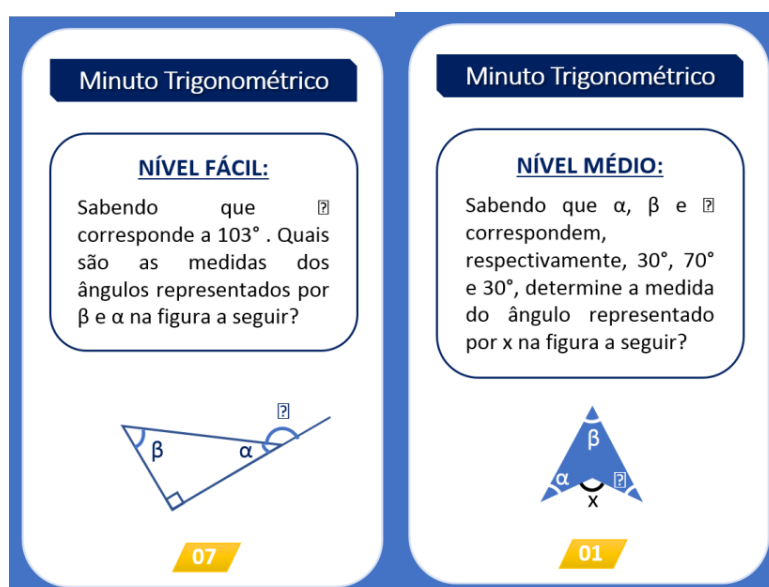 Minuto Trigonométrico
NÍVEL FÁCIL:
Sabendo que ⍰
corresponde a 103° . Quais
são as medidas dos
ângulos representados por
β e α na figura a seguir?
⍰
β
α
07
Minuto Trigonométrico
NÍVEL MÉDIO:
Sabendo que α, β e ⍰
correspondem,
respectivamente, 30°, 70°
e 30°, determine a medida
do ângulo representado
por x na figura a seguir?
β
α
⍰
x
01